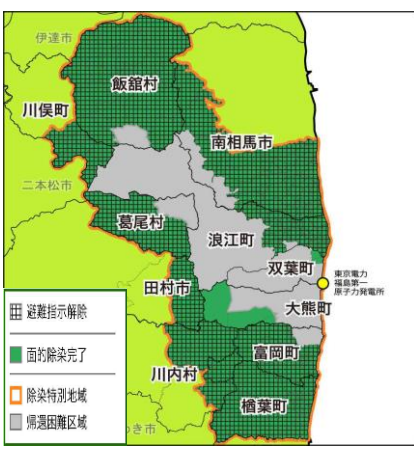 伊達市
飯舘村
川俣町
南相馬市
二本松市
葛尾村
浪江町
双葉町
東京電力
福島第一
原子力発電所
田村市
大熊町
避難指示解除
富岡町
面的除染完了
川内村
除染特別地域
楢葉町
帰還困難区域
き市